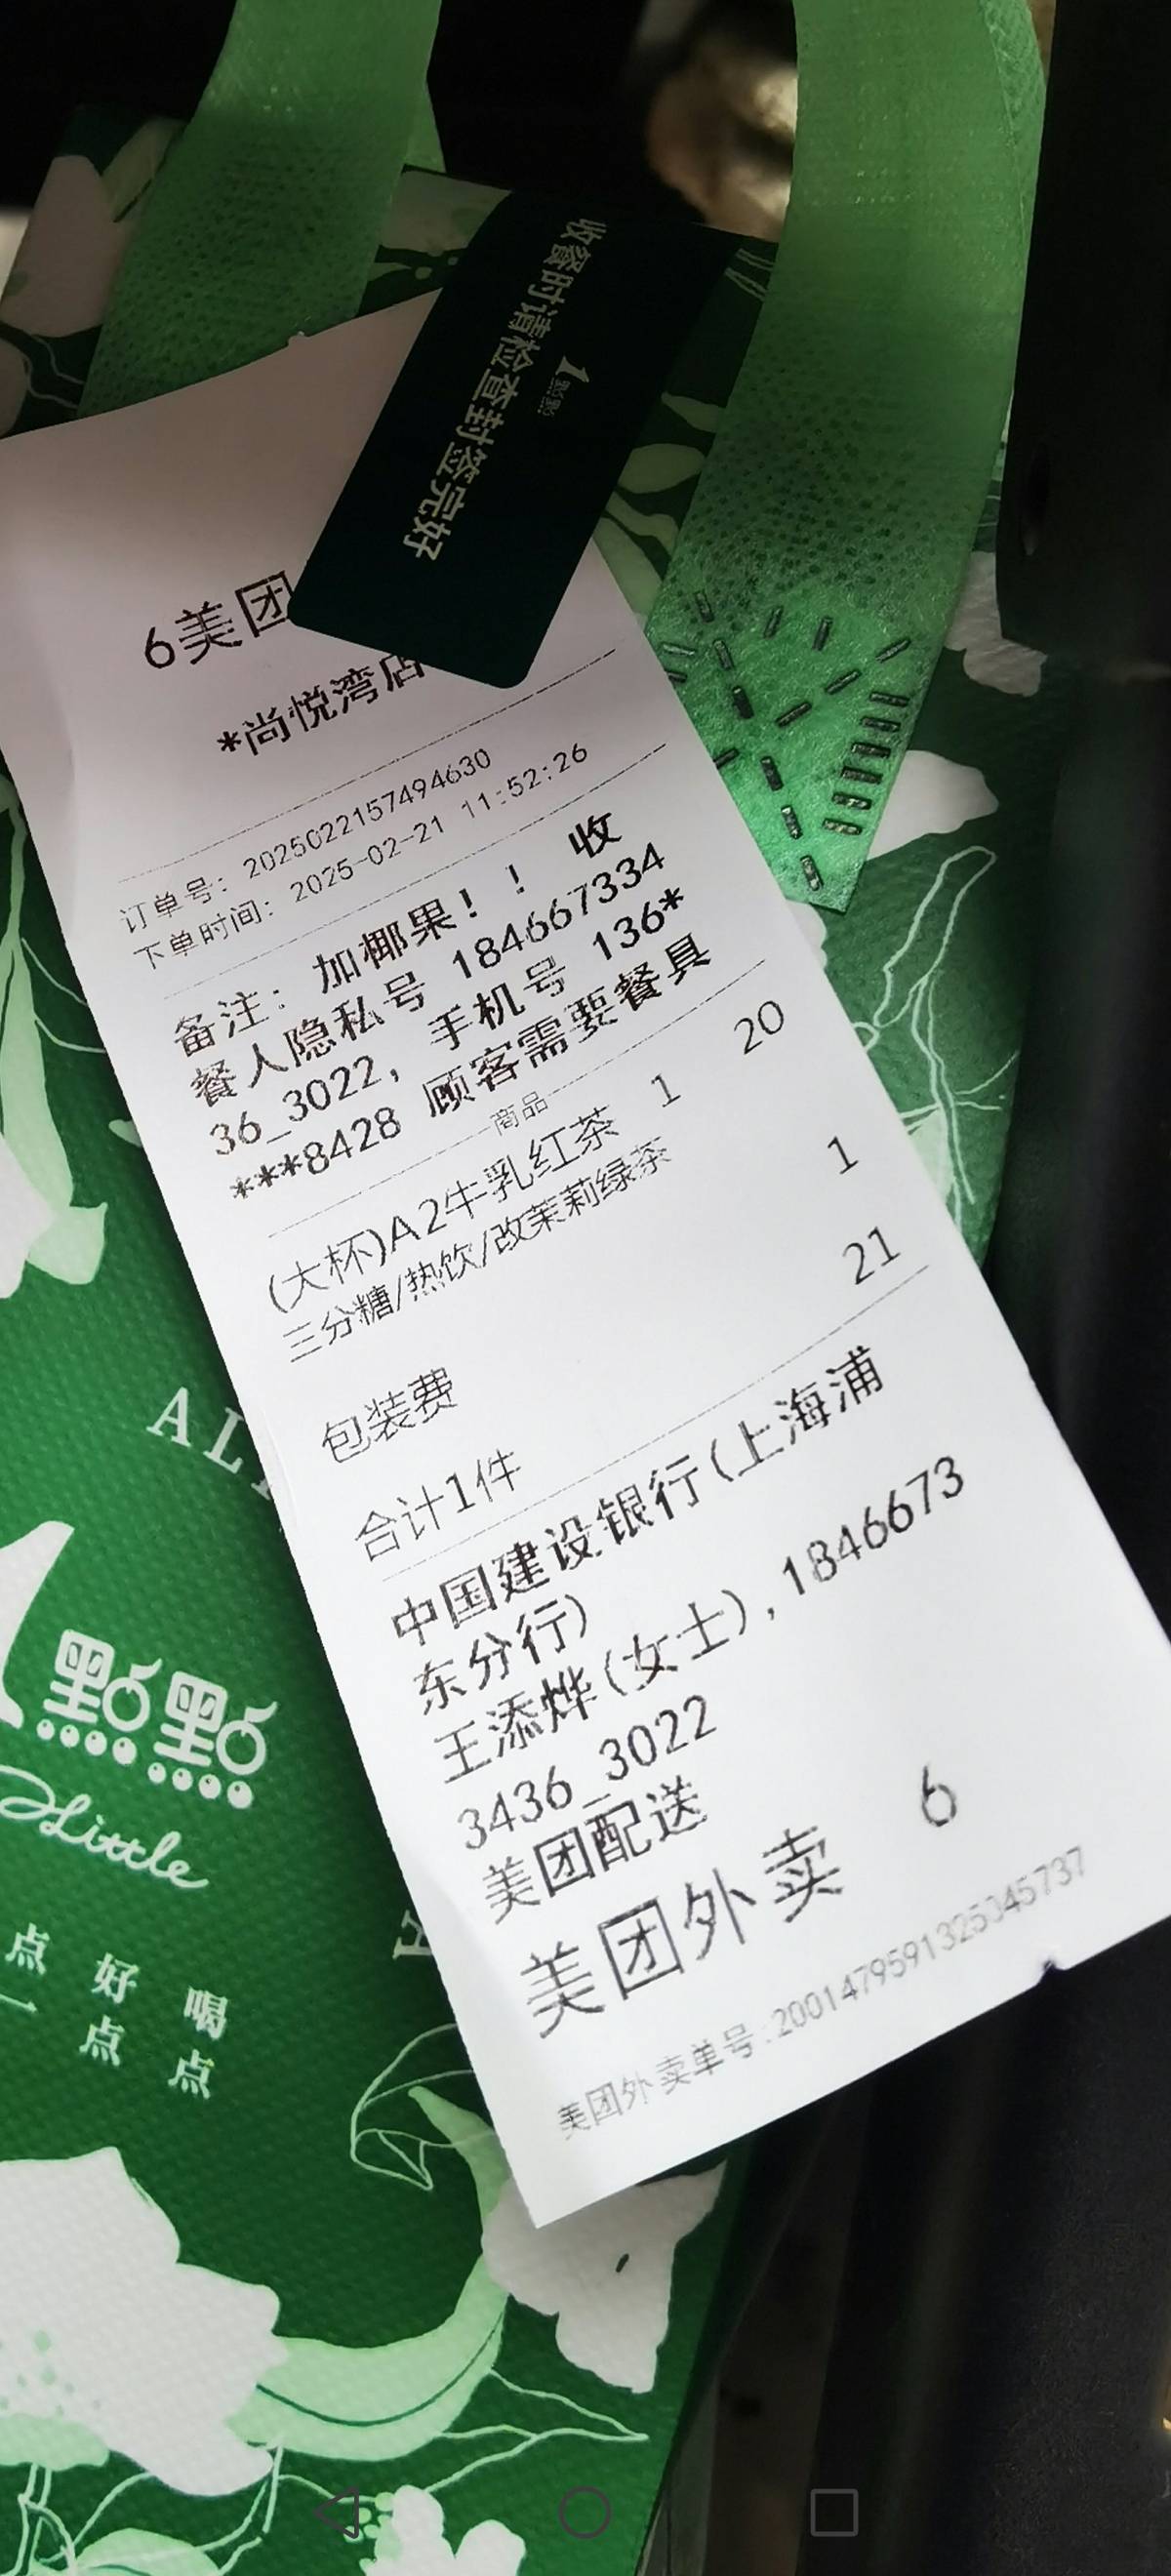 收餐时请检查封签完好
1點點
6美团
*尚悦湾店
订单号: 2025022157494630
下单时间: 2025-02-21 11:52:26
备注: 加椰果! ! 收
餐人隐私号 184667334
36_3022, 手机号 136*
***8428 顾客需要餐具
商品
(大杯)A2牛乳红茶 1 20
三分糖/热饮/改茉莉绿茶
包装费 1
合计1件 21
中国建设银行(上海浦
东分行)
王添烨(女士), 1846673
3436_3022
美团配送
美团外卖 6
美团外卖单号:
點點
Little
喝点
好点
点一